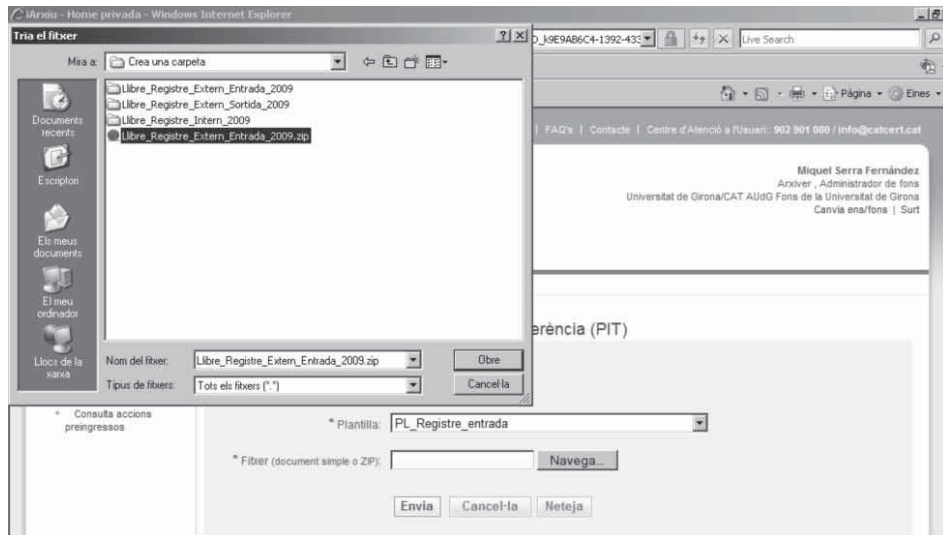 iArxiu - Home privada - Windows Internet Explorer
Tria el fitxer
Mira a:
Crea una carpeta
Documents recents
Escriptori
Els meus documents
El meu ordinador
Llocs de la xarxa
Llibre_Registre_Extern_Entrada_2009
Llibre_Registre_Extern_Sortida_2009
Llibre_Registre_Intern_2009
Llibre_Registre_Extern_Entrada_2009.zip
Nom del fitxer:
Llibre_Registre_Extern_Entrada_2009.zip
Obre
Tipus de fitxers:
Tots els fitxers (*.*)
Cancel·la
D_k9E9AB6C4-1392-433
Live Search
Pàgina
Eines
| FAQ's | Contacte | Centre d'Atenció a l'Usuari: 902 901 080 / info@catcert.cat
Miquel Serra Fernández
Arxiver , Administrador de fons
Universitat de Girona/CAT AUdG Fons de la Universitat de Girona
Canvia ens/fons | Surt
erència (PIT)
Consulta accions
preingressos
* Plantilla:
PL_Registre_entrada
* Fitxer (document simple o ZIP):
Navega...
Envia
Cancel·la
Neteja